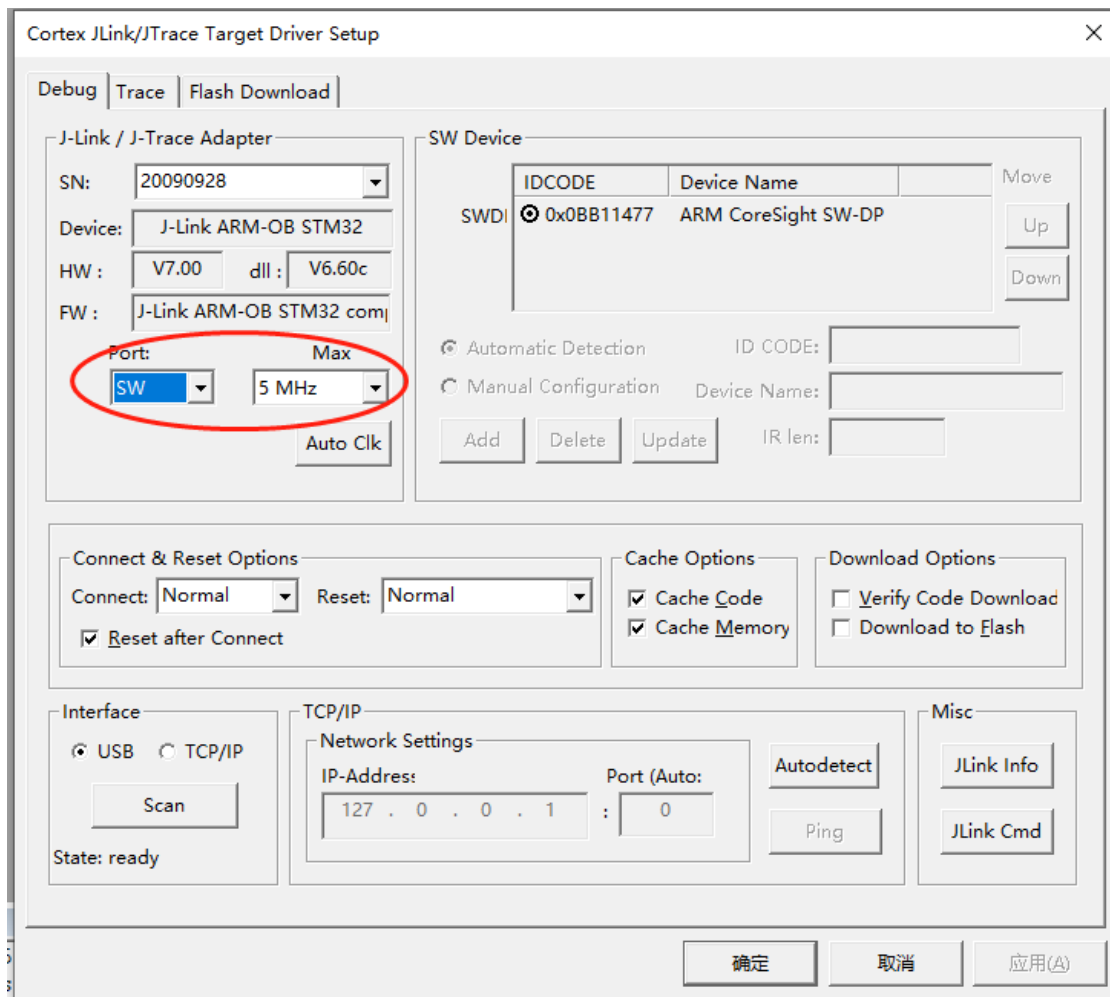 Cortex JLink/JTrace Target Driver Setup
Debug Trace Flash Download
J-Link / J-Trace Adapter
SN: 20090928
Device: J-Link ARM-OB STM32
HW : V7.00 dll : V6.60c
FW : J-Link ARM-OB STM32 comp
Port: Max
SW 5 MHz
Auto Clk
SW Device
IDCODE Device Name
SWDI 0x0BB11477 ARM CoreSight SW-DP
Move
Up
Down
Automatic Detection ID CODE:
Manual Configuration Device Name:
Add Delete Update IR len:
Connect & Reset Options
Connect: Normal Reset: Normal
Reset after Connect
Cache Options
Cache Code
Cache Memory
Download Options
Verify Code Download
Download to Flash
Interface
USB TCP/IP
Scan
State: ready
TCP/IP
Network Settings
IP-Address Port (Auto:
127 . 0 . 0 . 1 : 0
Autodetect
Ping
Misc
JLink Info
JLink Cmd
确定 取消 应用(A)